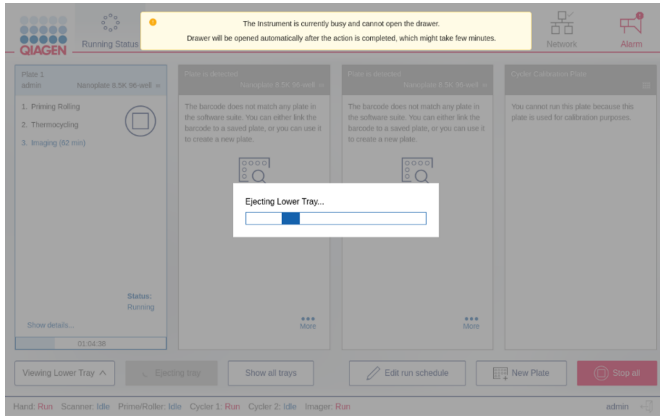 The Instrument is currently busy and cannot open the drawer.
Drawer will be opened automatically after the action is completed, which might take few minutes.
QIAGEN
Running Status
Network
Alarm
Plate 1
admin Nanoplate 8.5K 96-well
1. Priming Rolling
2. Thermocycling
3. Imaging (62 min)
Status:
Running
Show details...
01:04:38
Plate is detected
Nanoplate 8.5K 96-well
The barcode does not match any plate in
the software suite. You can either link the
barcode to a saved plate, or you can use it
to create a new plate.
More
Plate is detected
Nanoplate 8.5K 96-well
The barcode does not match any plate in
the software suite. You can either link the
barcode to a saved plate, or you can use it
to create a new plate.
More
Cycler Calibration Plate
You cannot run this plate because this
plate is used for calibration purposes.
Ejecting Lower Tray...
Viewing Lower Tray
Ejecting tray
Show all trays
Edit run schedule
New Plate
Stop all
Hand: Run Scanner: Idle Prime/Roller: Idle Cycler 1: Run Cycler 2: Idle Imager: Run
admin